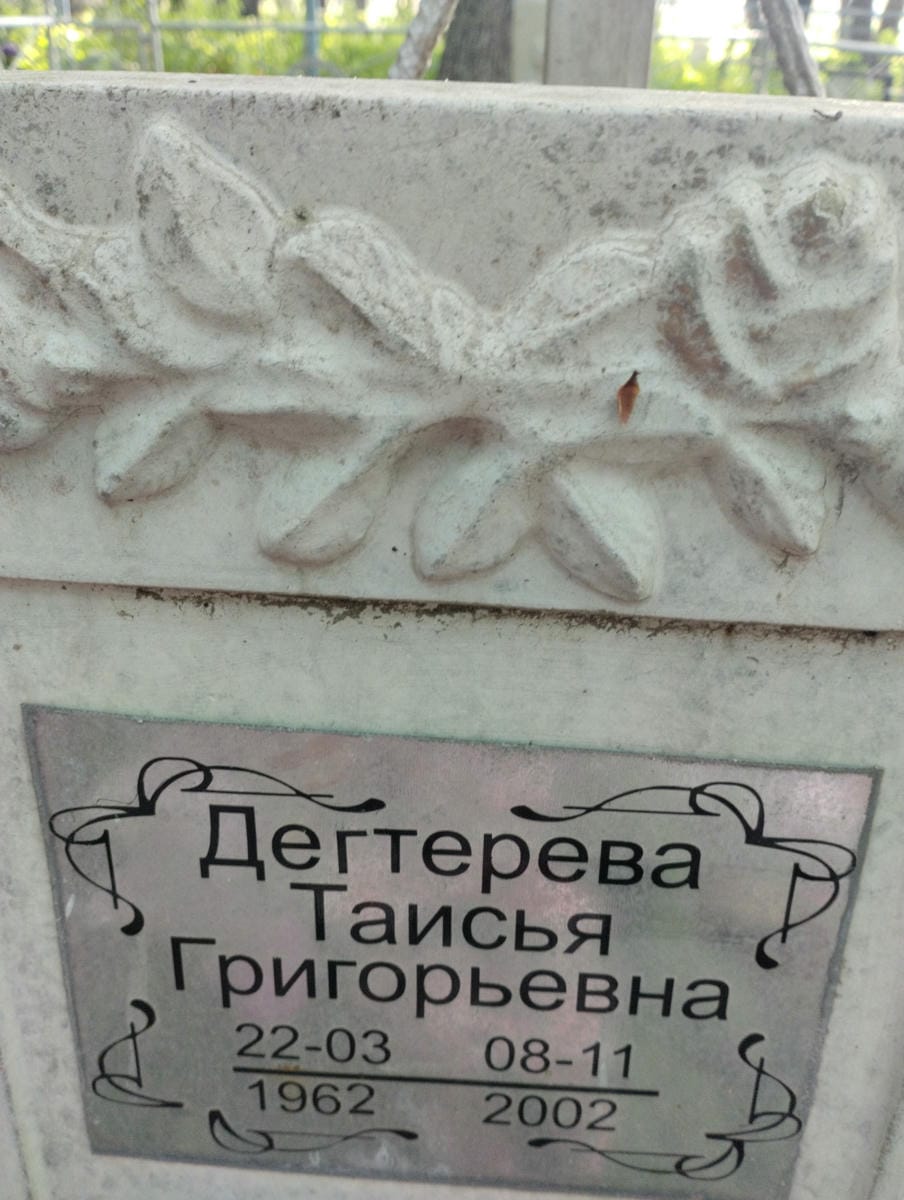 Дегтерева
Таисья
Григорьевна
22-03 08-11
1962 2002